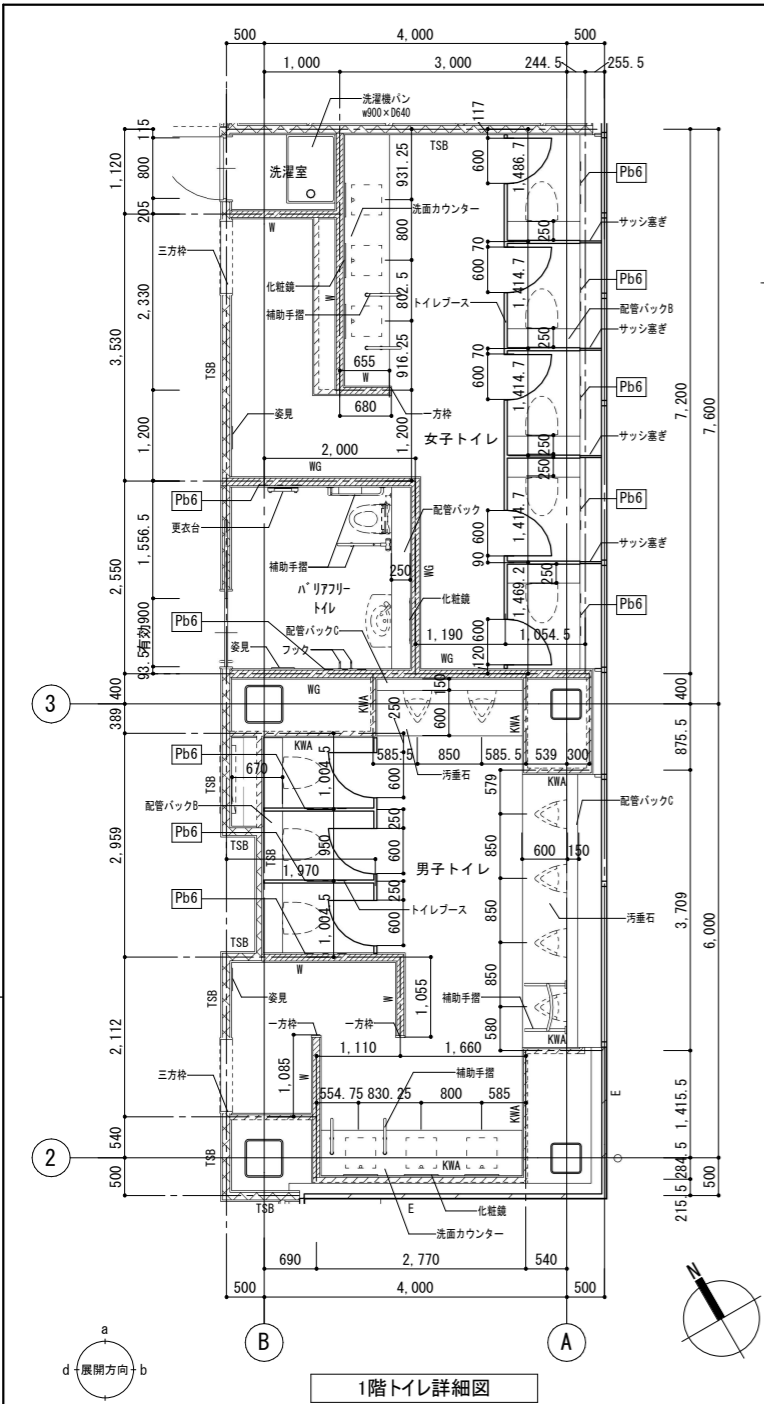 500
4,000
500
1,000
3,000
244.5
255.5
洗濯機パン
W900×D640
117
TSB
115
800
1,120
205
洗濯室
931.25
600
1,486.7
Pb6
洗面カウンター
250
サッシ塞ぎ
W
三方枠
800
70
600
1,414.7
Pb6
化粧鏡
W
802.5
トイレブース
配管バックB
補助手摺
250
サッシ塞ぎ
2,330
3,530
TSB
655
W
916.25
70
600
1,414.7
Pb6
680
一方枠
7,200
7,600
姿見
1,200
1,200
女子トイレ
250
サッシ塞ぎ
2,000
WG
250
Pb6
配管バック
1,414.7
Pb6
更衣台
600
1,556.5
補助手摺
250
WG
90
サッシ塞ぎ
2,550
バリアフリー
トイレ
化粧鏡
250
1,469.2
Pb6
Pb6
配管バックC
1,190
600
1,054.5
有効900
姿見
フック
120
93.5
WG
400
WG
KWA
150
400
3
250
600
KWA
389
KWA
585.5
850
585.5
539
300
875.5
Pb6
670
1,004.5
600
汚垂石
579
KWA
TSB
配管バックB
250
配管バックC
Pb6
950
600
850
600
150
2,959
TSB
TSB
1,970
男子トイレ
250
850
3,709
6,000
Pb6
トイレブース
1,004.5
600
汚垂石
TSB
W
850
TSB
姿見
W
1,055
補助手摺
580
KWA
2,112
一方枠
一方枠
1,110
1,660
1,085
W
補助手摺
三方枠
554.75
830.25
800
585
KWA
E
1,415.5
540
2
TSB
KWA
284.5
500
TSB
E
化粧鏡
215.5
500
洗面カウンター
690
2,770
540
500
4,000
500
N
B
A
a
d
展開方向
b
1階トイレ詳細図